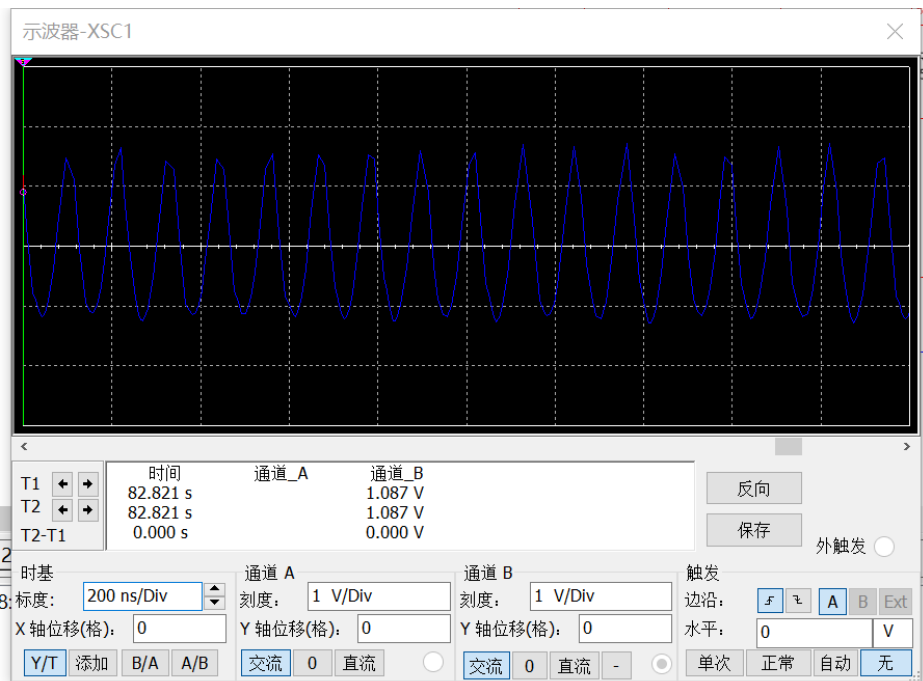 示波器-XSC1
时间 通道_A 通道_B
T1 82.821 s 1.087 V
T2 82.821 s 1.087 V
T2-T1 0.000 s 0.000 V
反向
保存
外触发
2
8:
时基 通道 A 通道 B 触发
标度： 200 ns/Div 刻度： 1 V/Div 刻度： 1 V/Div 边沿： A B Ext
X 轴位移(格)： 0 Y 轴位移(格)： 0 Y 轴位移(格)： 0 水平： 0 V
Y/T 添加 B/A A/B 交流 0 直流 交流 0 直流 - 单次 正常 自动 无